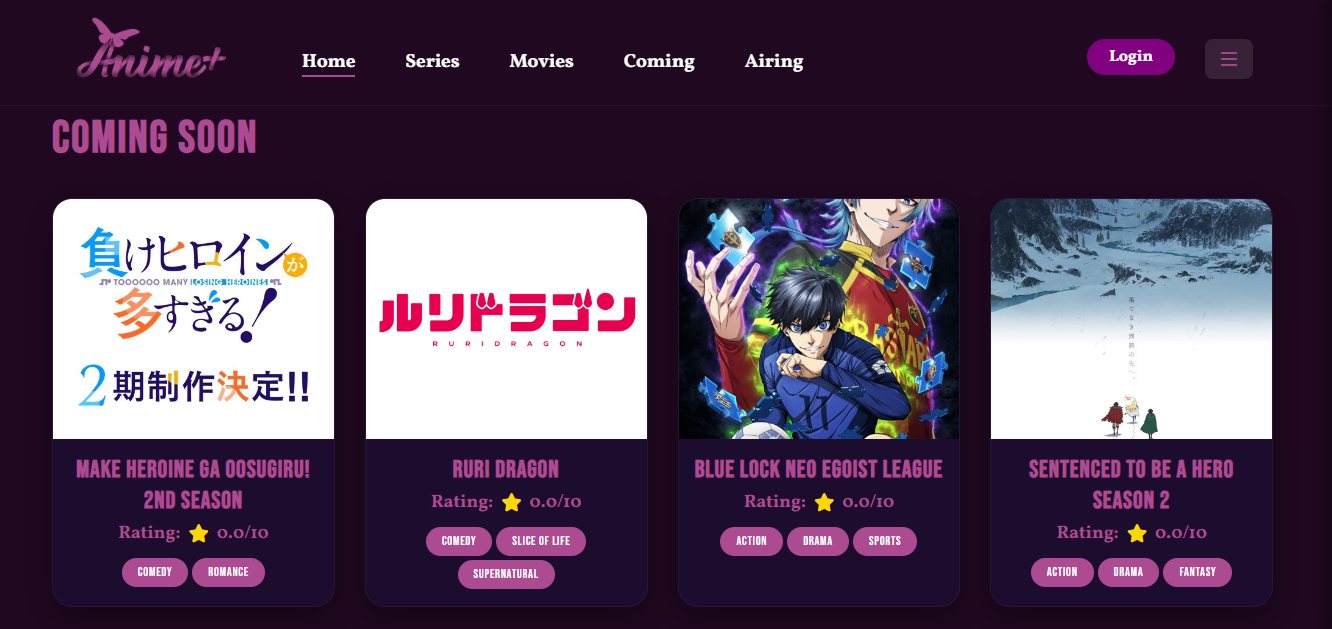 Anime+
Home Series Movies Coming Airing
Login
COMING SOON
負けヒロインが
TOOOOOO MANY LOSING HEROINES
多すぎる!
2期制作決定!!
MAKE HEROINE GA OOSUGIRU!
2ND SEASON
Rating: 0.0/10
COMEDY ROMANCE
ルリドラゴン
RURIDRAGON
RURI DRAGON
Rating: 0.0/10
COMEDY SLICE OF LIFE
SUPERNATURAL
11
BLUE LOCK NEO EGOIST LEAGUE
Rating: 0.0/10
ACTION DRAMA SPORTS
SENTENCED TO BE A HERO
SEASON 2
Rating: 0.0/10
ACTION DRAMA FANTASY